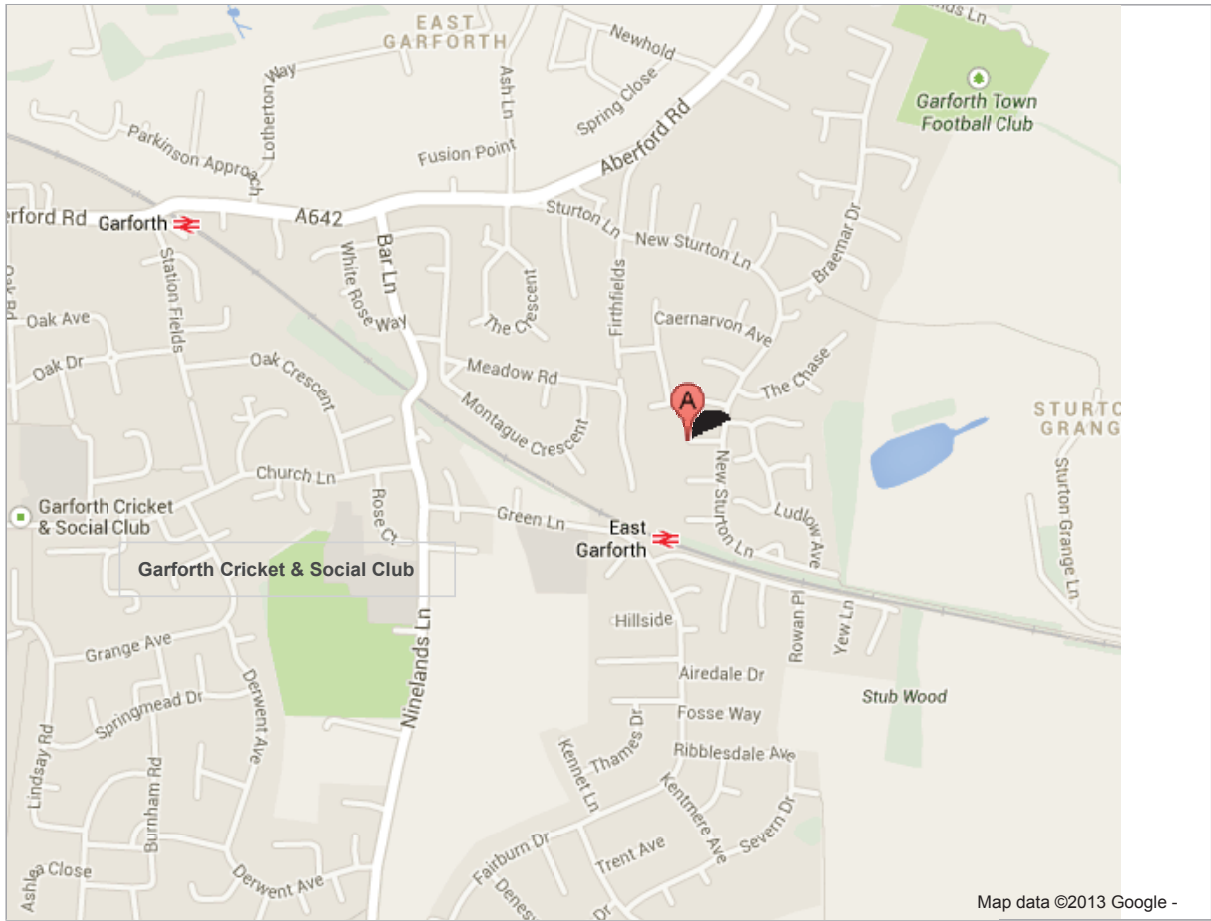 EAST
GARFORTH
Newhold
nds Ln
Ash Ln
Lotherton Way
Spring Close
Garforth Town
Football Club
Parkinson Approach
Fusion Point
Aberford Rd
erford Rd
Garforth
A642
Sturton Ln
New Sturton Ln
Braemar Dr
Bar Ln
White Rose Way
Station Fields
The Crescent
Firthfields
Caernarvon Ave
Oak Rd
Oak Ave
Oak Dr
Oak Crescent
Meadow Rd
The Chase
A
Montague Crescent
STURTO
GRANG
Church Ln
Rose Ct
New Sturton Ln
Sturton Grange Ln
Garforth Cricket
& Social Club
Green Ln
East
Garforth
Ludlow Ave
Garforth Cricket & Social Club
Hillside
Rowan Pl
Yew Ln
Grange Ave
Ninelands Ln
Airedale Dr
Derwent Ave
Springmead Dr
Stub Wood
Fosse Way
Thames Dr
Kennet Ln
Ribblesdale Ave
Lindsay Rd
Burnham Rd
Kentmere Ave
Severn Dr
Fairburn Dr
Trent Ave
Ashlea Close
Derwent Ave
Denes
Dr
Map data ©2013 Google -